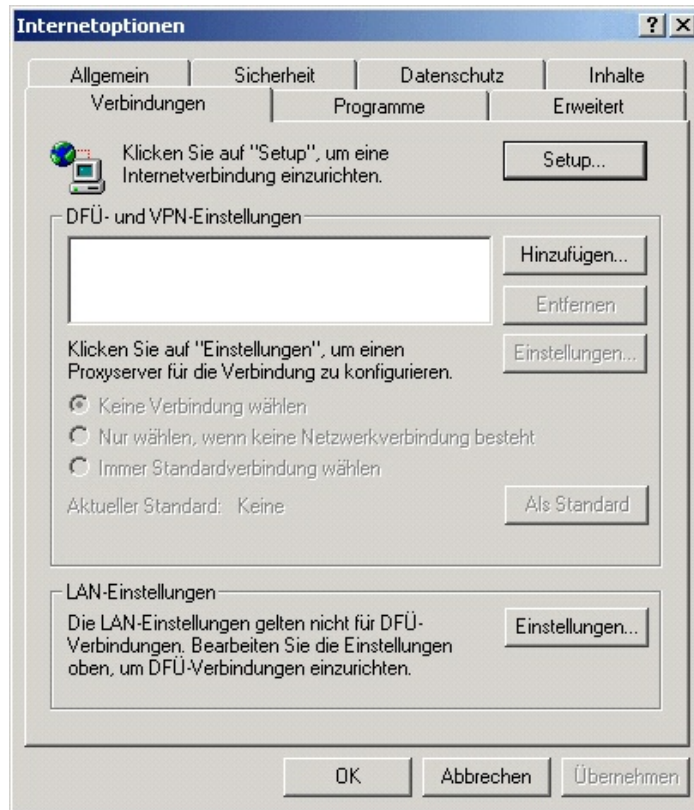 Internetoptionen
Allgemein Sicherheit Datenschutz Inhalte
Verbindungen Programme Erweitert
Klicken Sie auf "Setup", um eine
Internetverbindung einzurichten.
Setup...
DFÜ- und VPN-Einstellungen
Hinzufügen...
Entfernen
Klicken Sie auf "Einstellungen", um einen
Proxyserver für die Verbindung zu konfigurieren.
Einstellungen...
Keine Verbindung wählen
Nur wählen, wenn keine Netzwerkverbindung besteht
Immer Standardverbindung wählen
Aktueller Standard: Keine
Als Standard
LAN-Einstellungen
Die LAN-Einstellungen gelten nicht für DFÜ-
Verbindungen. Bearbeiten Sie die Einstellungen
oben, um DFÜ-Verbindungen einzurichten.
Einstellungen...
OK Abbrechen Übernehmen